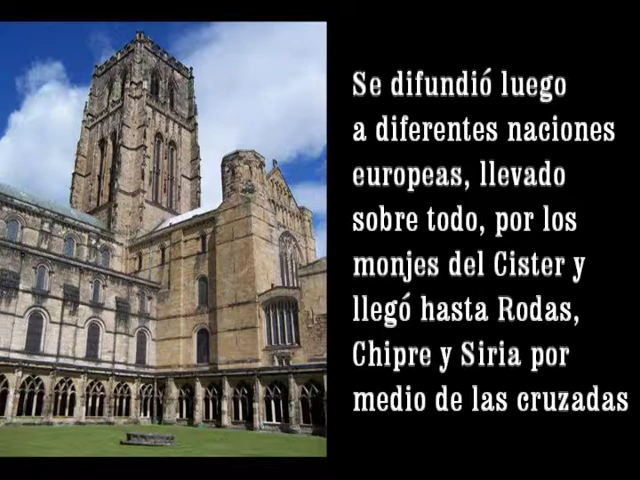 Se difundió luego
a diferentes naciones
europeas, llevado
sobre todo, por los
monjes del Cister y
llegó hasta Rodas,
Chipre y Siria por
medio de las cruzadas